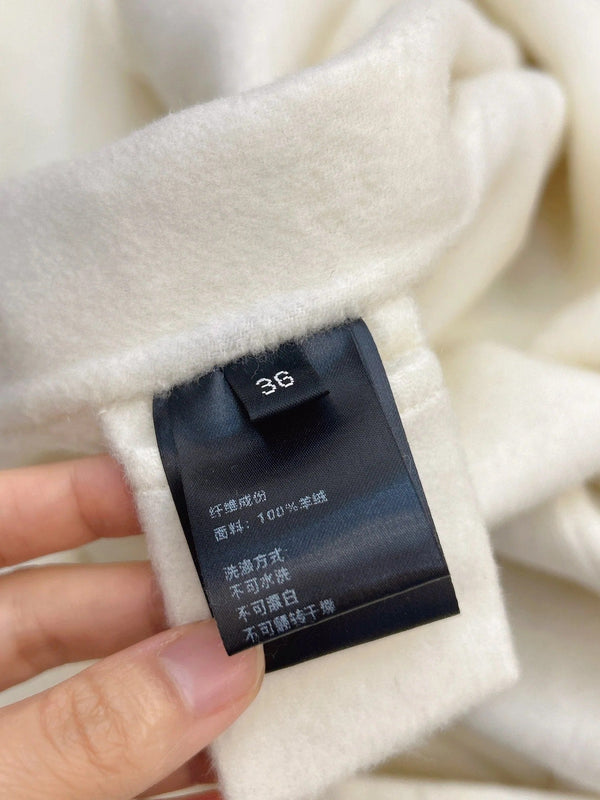 36
纤维成份
面料: 100%羊绒
洗涤方式:
不可水洗
不可漂白
不可翻转干燥